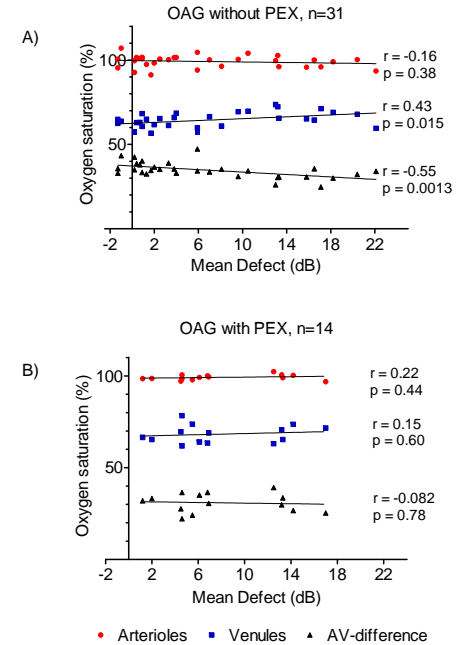 OAG without PEX, n=31
A)
Oxygen saturation (%)
100
50
r = -0.16
p = 0.38
r = 0.43
p = 0.015
r = -0.55
p = 0.0013
-2 2 6 10 14 18 22
Mean Defect (dB)
OAG with PEX, n=14
B)
Oxygen saturation (%)
100
50
r = 0.22
p = 0.44
r = 0.15
p = 0.60
r = -0.082
p = 0.78
-2 2 6 10 14 18 22
Mean Defect (dB)
Arterioles Venules AV-difference